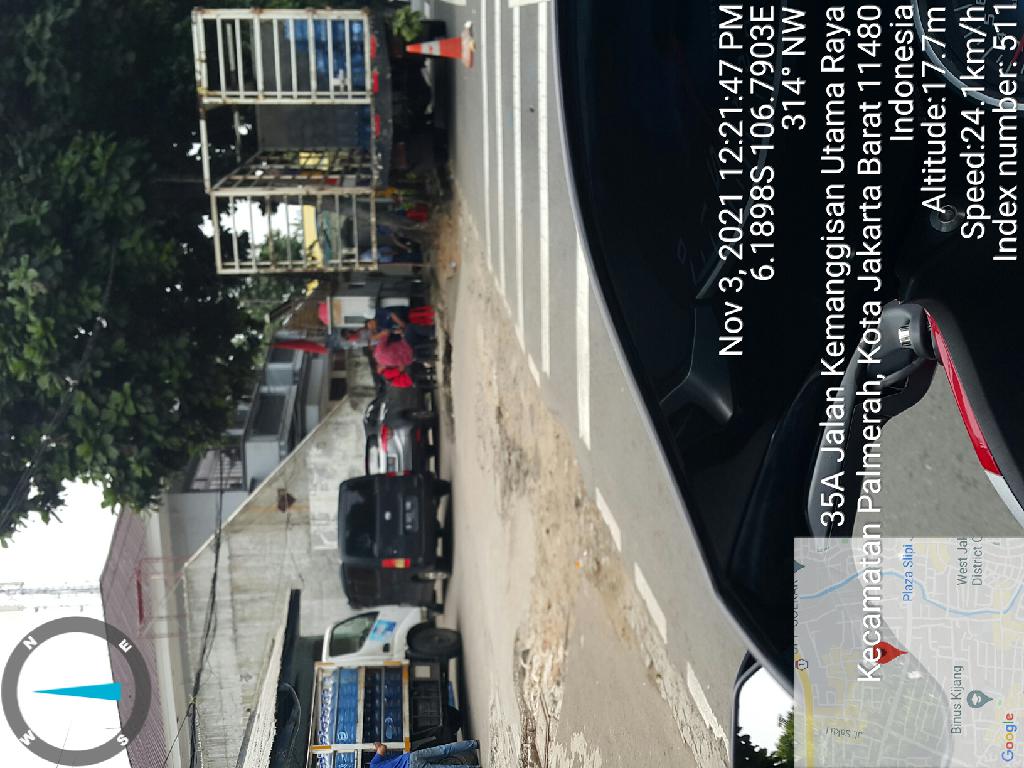 W N
S E
Nov 3, 2021 12:21:47 PM
6.1898S 106.7903E
314° NW
35A Jalan Kemanggisan Utama Raya
Kecamatan Palmerah, Kota Jakarta Barat 11480
Indonesia
Altitude:17.7m
Speed:24.1km/h
Index number: 511
Plaza Slipi
Binus Kijang
West
District
Google